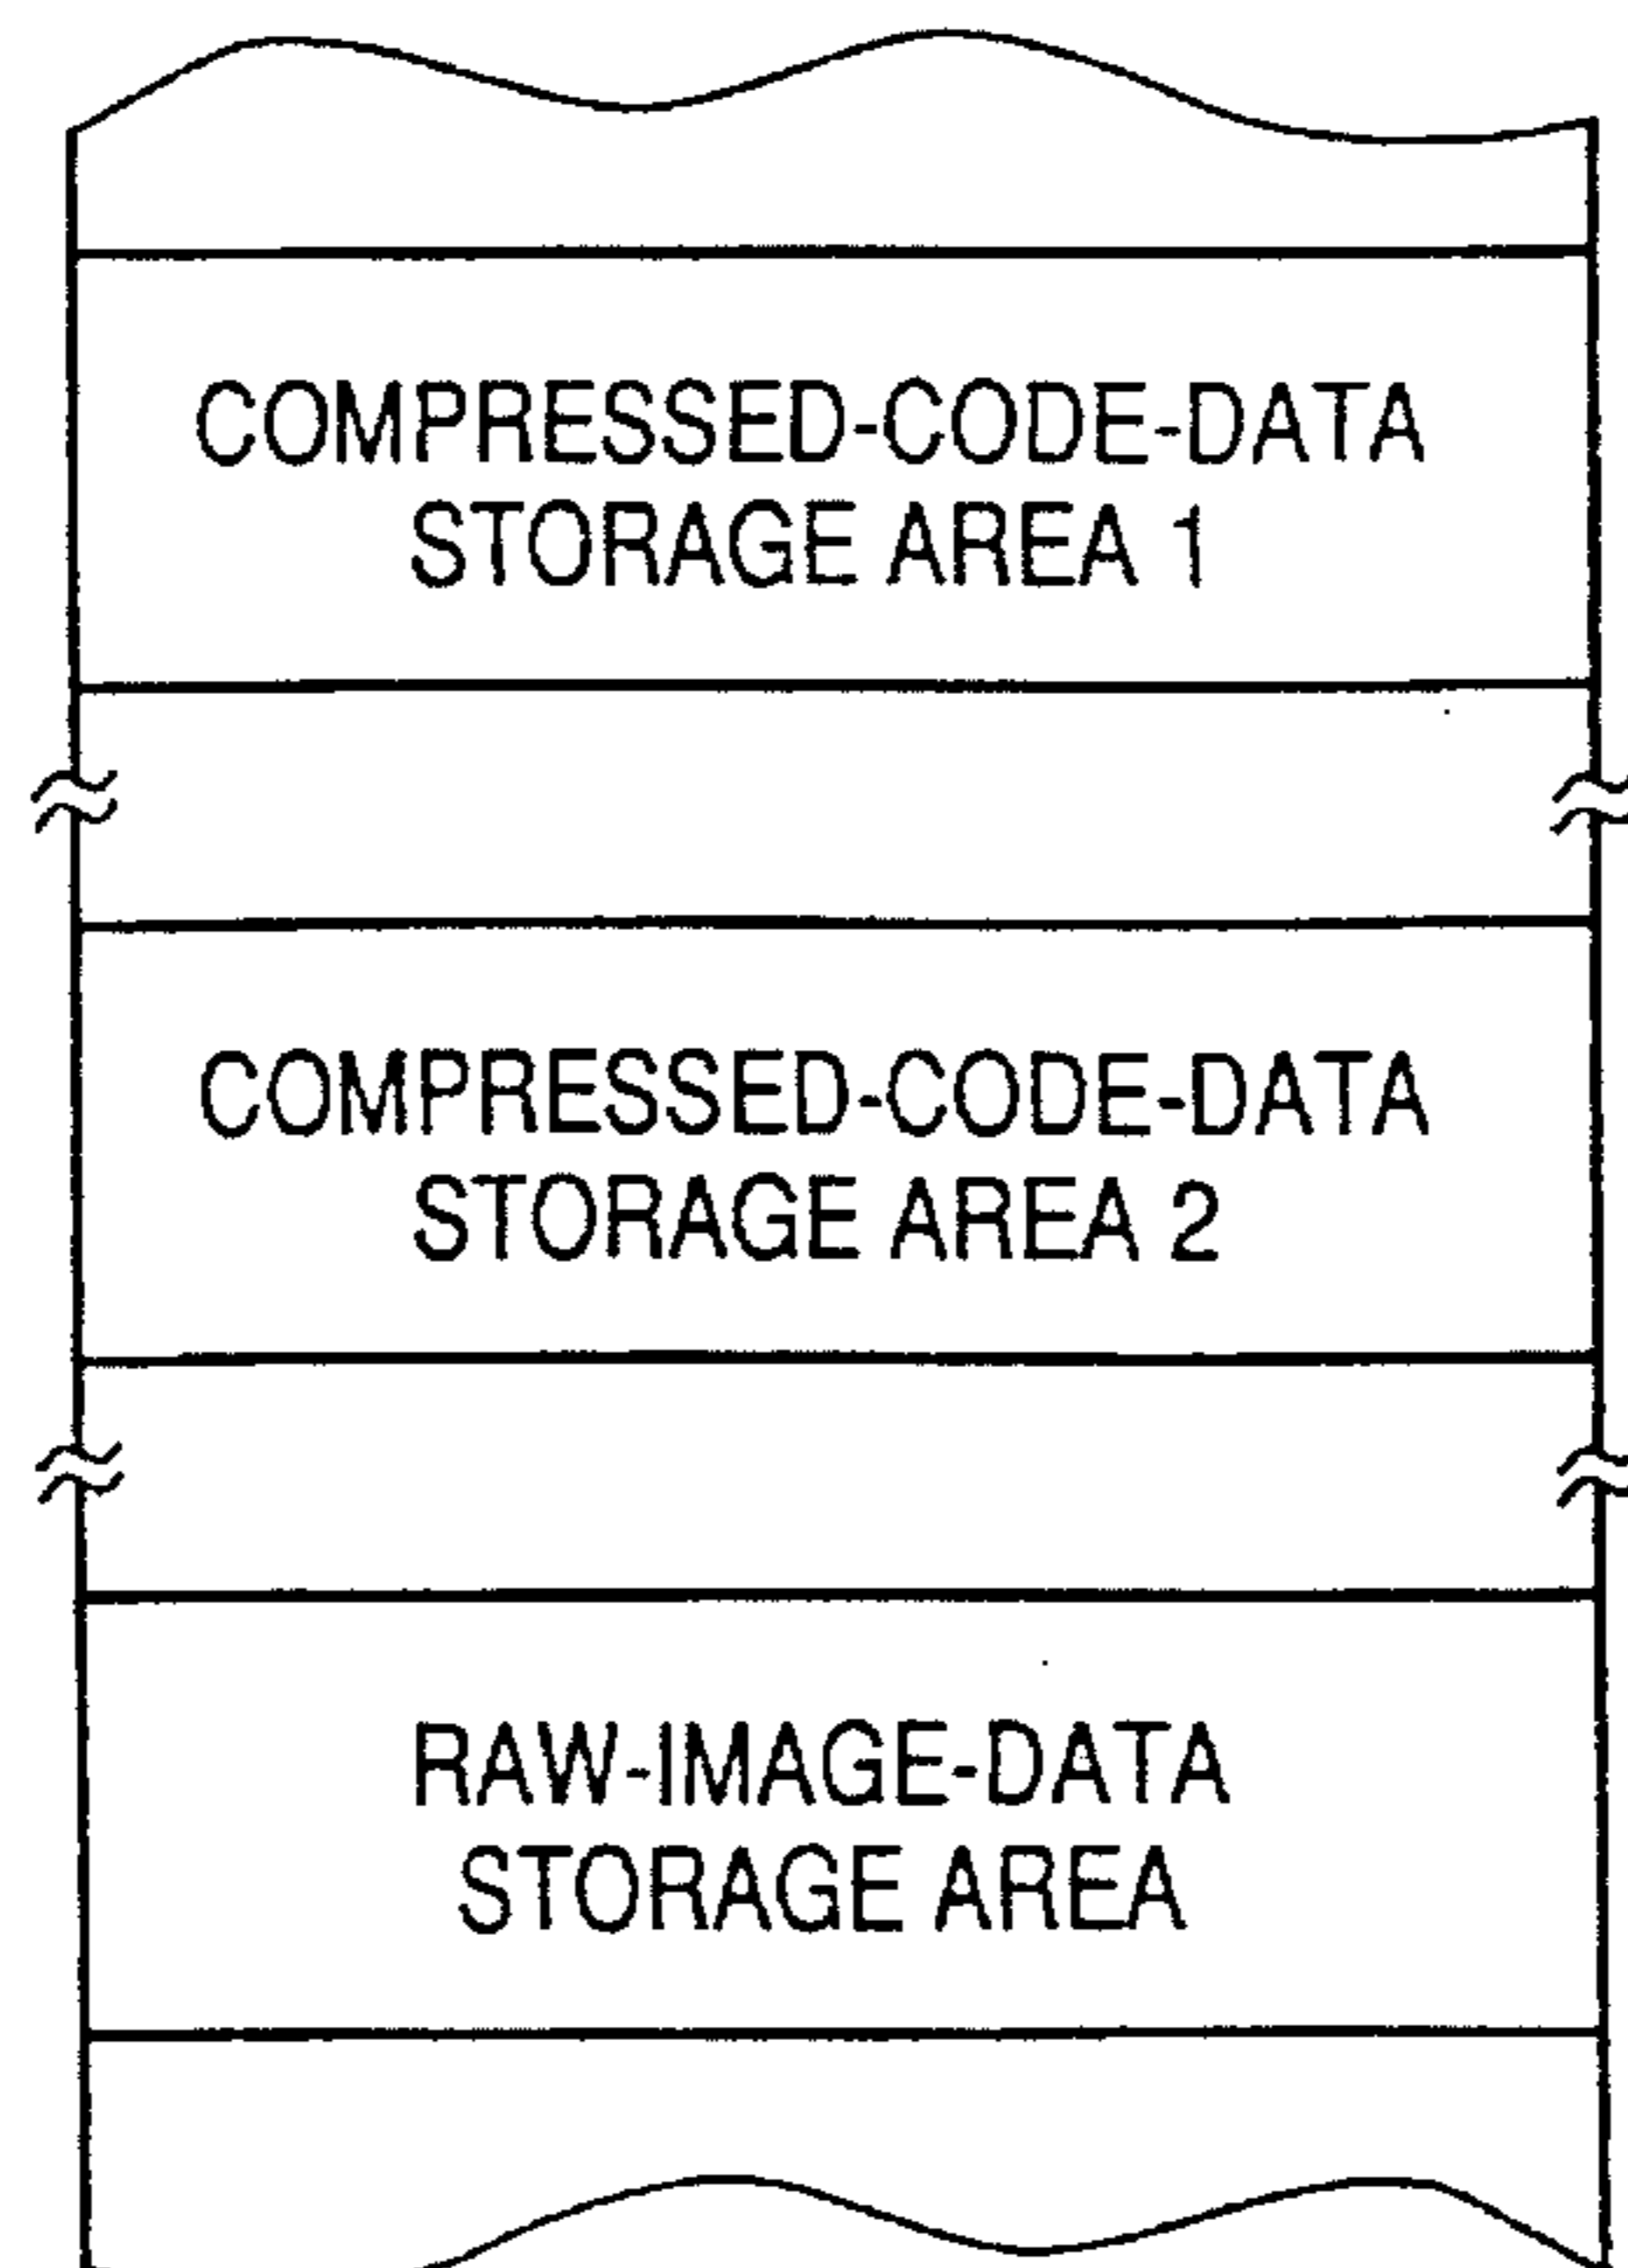 COMPRESSED-CODE-DATA
STORAGE AREA 1
COMPRESSED-CODE-DATA
STORAGE AREA 2
RAW-IMAGE-DATA
STORAGE AREA